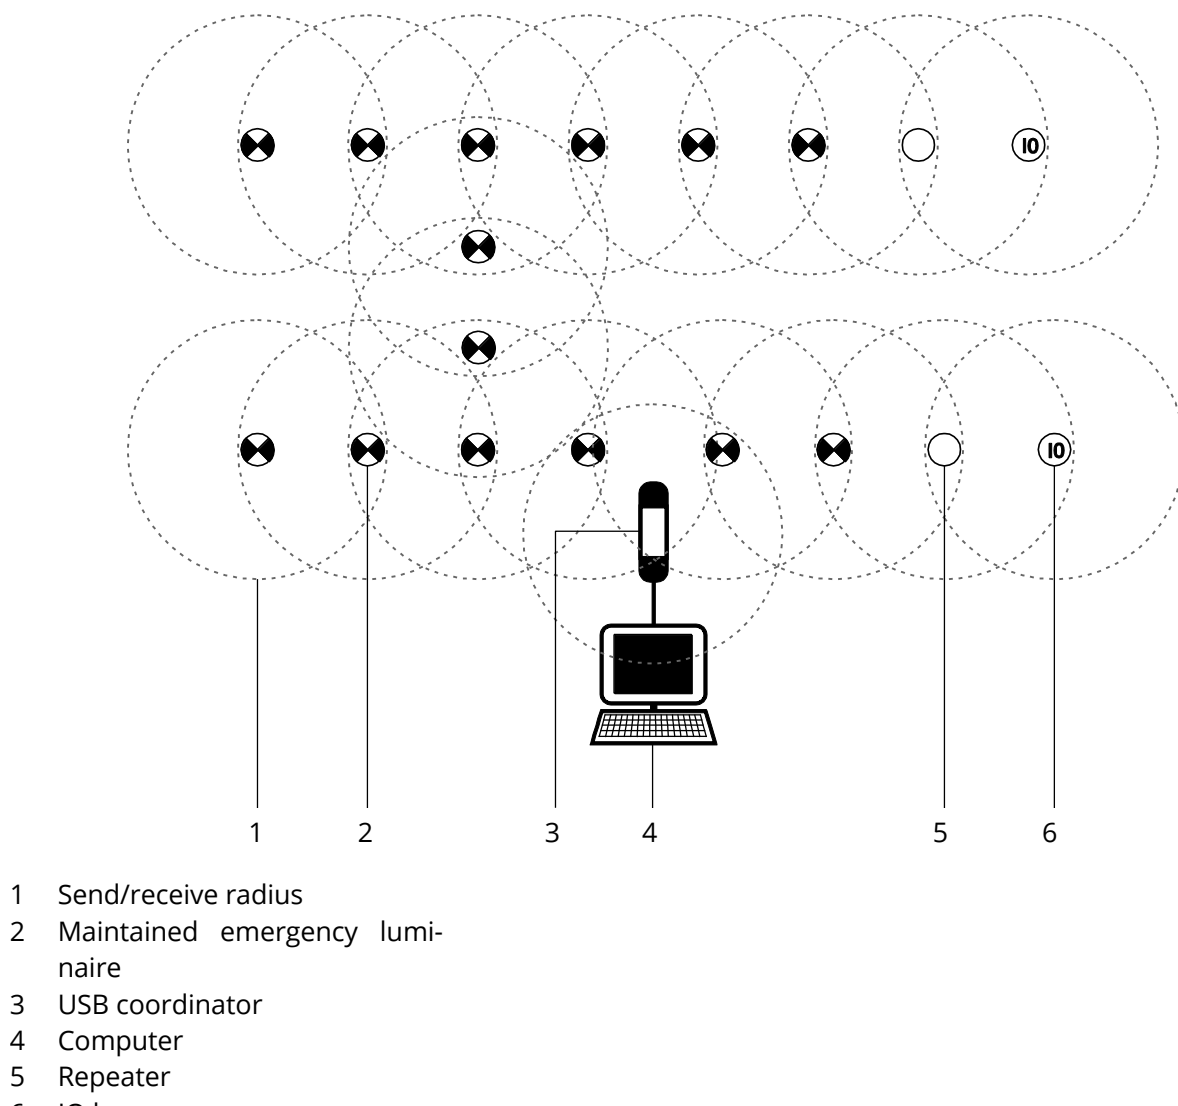 IO
IO
1 2 3 4 5 6
1 Send/receive radius
2 Maintained emergency lumi-
naire
3 USB coordinator
4 Computer
5 Repeater